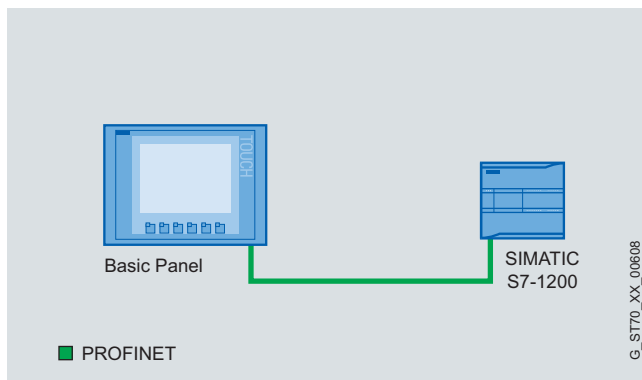 TOUCH
Basic Panel
SIMATIC
S7-1200
PROFINET
G_ST70_XX_00608